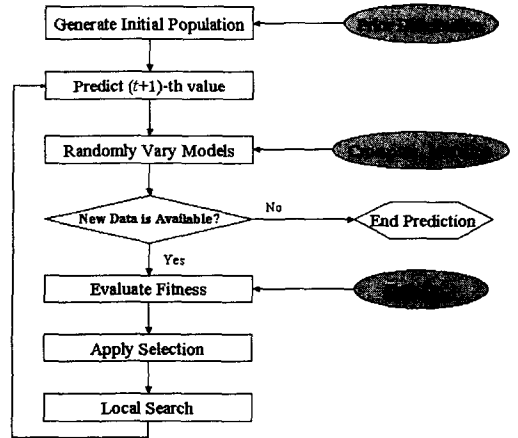 Generate Initial Population
Predict (t+1)-th value
Randomly Vary Models
New Data is Available?
No
End Prediction
Yes
Evaluate Fitness
Apply Selection
Local Search